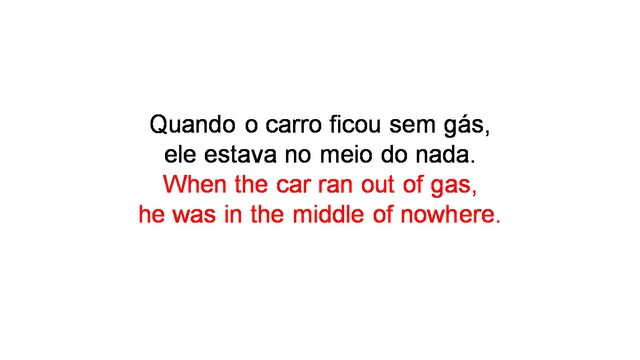 Quando o carro ficou sem gás,
ele estava no meio do nada.
When the car ran out of gas,
he was in the middle of nowhere.